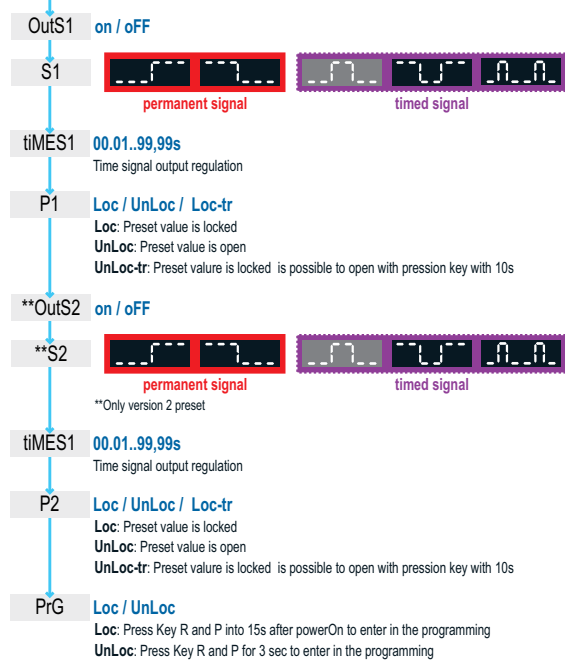 OutS1 on / oFF
S1
permanent signal timed signal
tiMES1 00.01..99,99s
Time signal output regulation
P1 Loc / UnLoc / Loc-tr
Loc: Preset value is locked
UnLoc: Preset value is open
UnLoc-tr: Preset valure is locked is possible to open with pression key with 10s
**OutS2 on / oFF
**S2
permanent signal timed signal
**Only version 2 preset
tiMES1 00.01..99,99s
Time signal output regulation
P2 Loc / UnLoc / Loc-tr
Loc: Preset value is locked
UnLoc: Preset value is open
UnLoc-tr: Preset valure is locked is possible to open with pression key with 10s
PrG Loc / UnLoc
Loc: Press Key R and P into 15s after powerOn to enter in the programming
UnLoc: Press Key R and P for 3 sec to enter in the programming